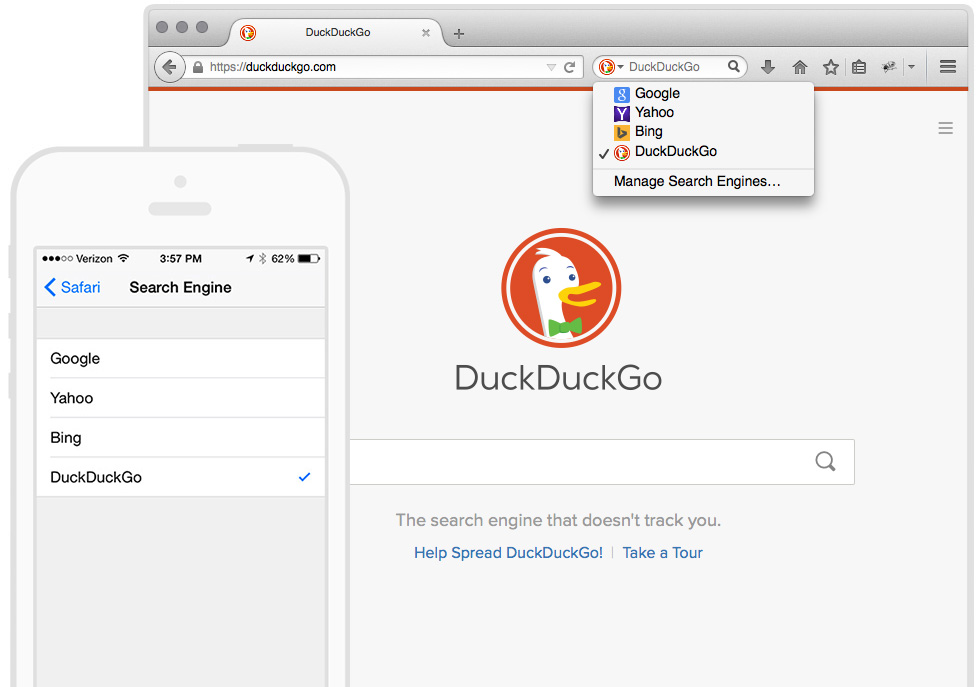 DuckDuckGo
https://duckduckgo.com
DuckDuckGo
Google
Yahoo
Bing
DuckDuckGo
Manage Search Engines…
DuckDuckGo
The search engine that doesn't track you.
Help Spread DuckDuckGo! | Take a Tour
Verizon 3:57 PM 62%
Safari Search Engine
Google
Yahoo
Bing
DuckDuckGo